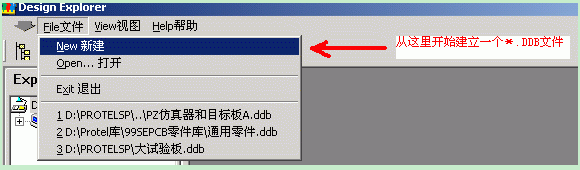 Design Explorer
File文件 View视图 Help帮助
New 新建
从这里开始建立一个*.DDB文件
Open... 打开
Exp
Exit 退出
D
1 D:\PROTELSP\..\PZ仿真器和目标板A.ddb
2 D:\Protel库\99SEPCB零件库\通用零件.ddb
3 D:\PROTELSP\大试验板.ddb